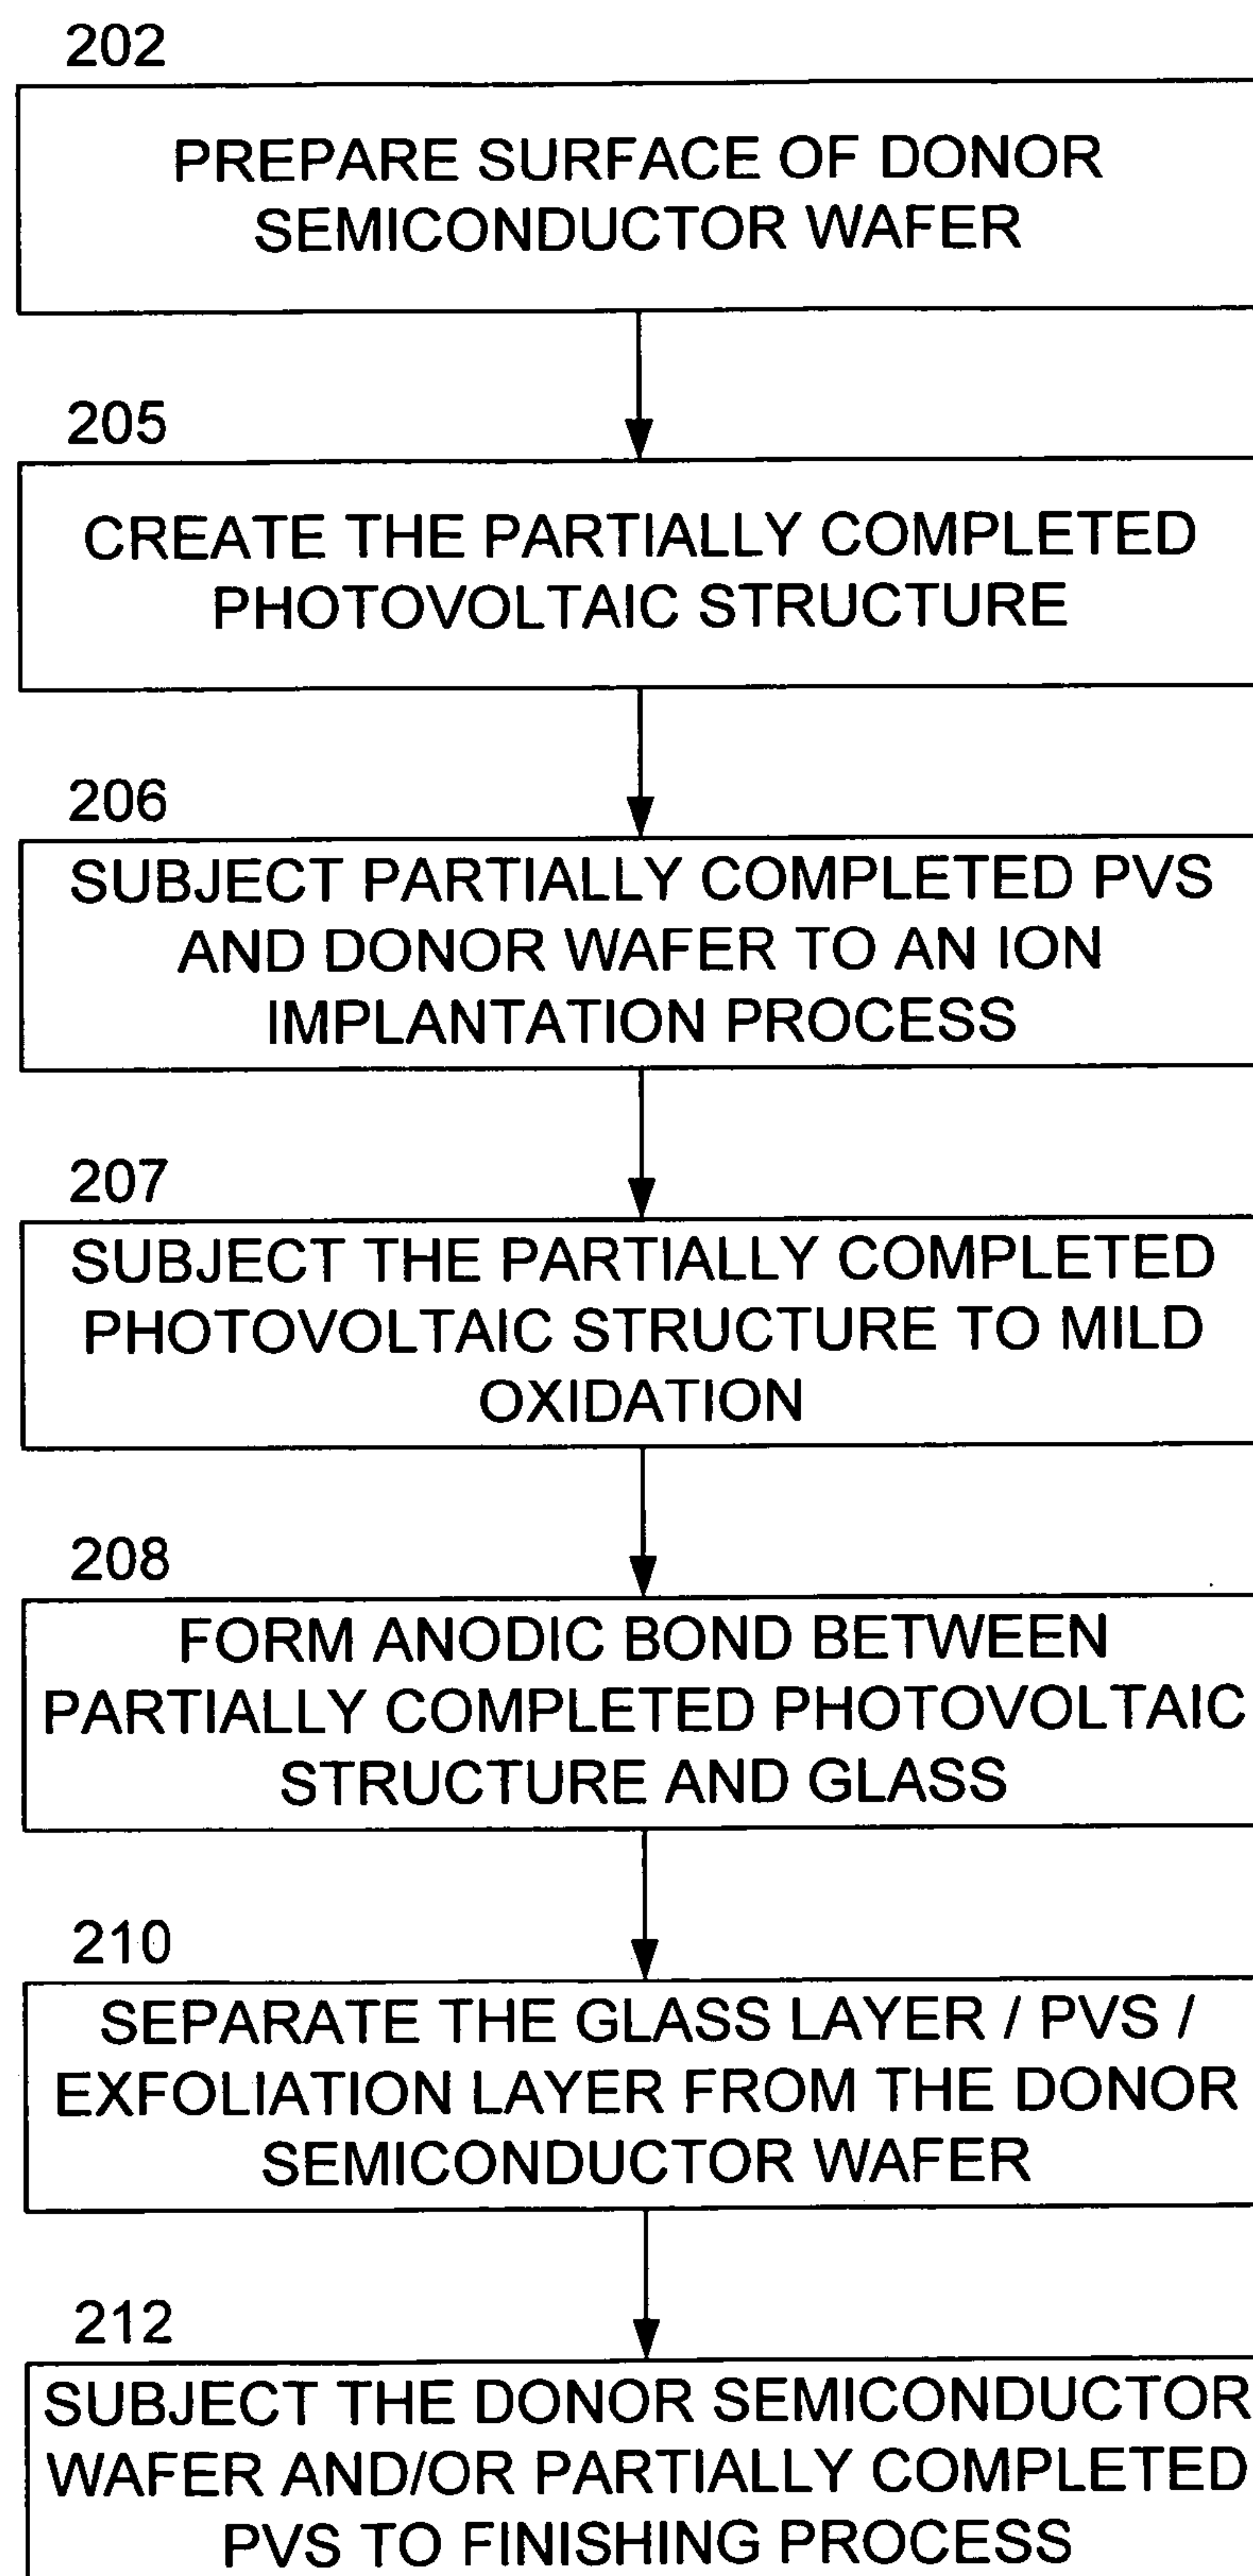 202
PREPARE SURFACE OF DONOR
SEMICONDUCTOR WAFER
205
CREATE THE PARTIALLY COMPLETED
PHOTOVOLTAIC STRUCTURE
206
SUBJECT PARTIALLY COMPLETED PVS
AND DONOR WAFER TO AN ION
IMPLANTATION PROCESS
207
SUBJECT THE PARTIALLY COMPLETED
PHOTOVOLTAIC STRUCTURE TO MILD
OXIDATION
208
FORM ANODIC BOND BETWEEN
PARTIALLY COMPLETED PHOTOVOLTAIC
STRUCTURE AND GLASS
210
SEPARATE THE GLASS LAYER / PVS /
EXFOLIATION LAYER FROM THE DONOR
SEMICONDUCTOR WAFER
212
SUBJECT THE DONOR SEMICONDUCTOR
WAFER AND/OR PARTIALLY COMPLETED
PVS TO FINISHING PROCESS